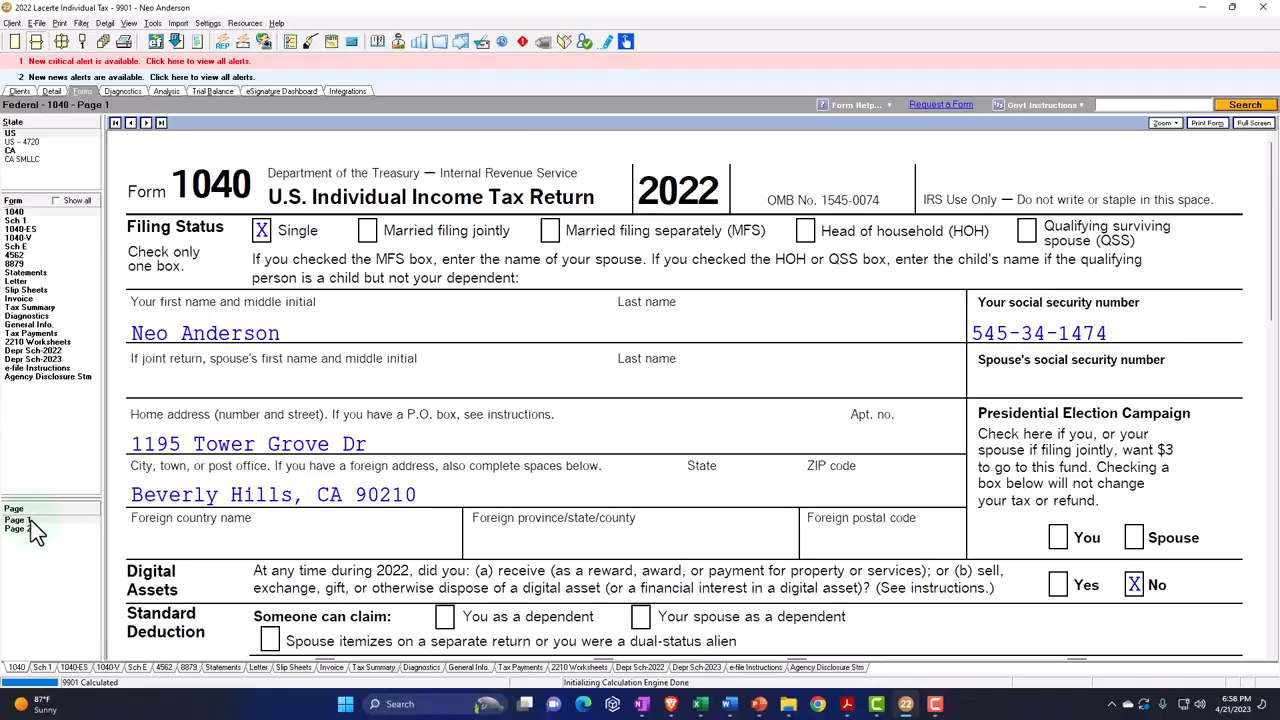 2022 Lacerte Individual Tax - 9901 - Neo Anderson
Client E-File Print Filter Detail View Tools Import Settings Resources Help
1 New critical alert is available. Click here to view all alerts.
2 New news alerts are available. Click here to view all alerts.
Clients Detail Forms Diagnostics Analysis Trial Balance eSignature Dashboard Integrations
Federal - 1040 - Page 1 Form Help... Request a Form Govt Instructions Search
State
US
US - 4720
CA
CA SMLLC
Form Show all
1040
Sch 1
1040-ES
1040-V
Sch E
4562
8879
Statements
Letter
Slip Sheets
Invoice
Tax Summary
Diagnostics
General Info.
Tax Payments
2210 Worksheets
Depr Sch-2022
Depr Sch-2023
e-file Instructions
Agency Disclosure Stm
Page
Page 1
Page 2
Zoom Print Form Full Screen
Form 1040 Department of the Treasury — Internal Revenue Service
U.S. Individual Income Tax Return 2022 OMB No. 1545-0074 IRS Use Only — Do not write or staple in this space.
Filing Status X Single Married filing jointly Married filing separately (MFS) Head of household (HOH) Qualifying surviving spouse (QSS)
Check only one box.
If you checked the MFS box, enter the name of your spouse. If you checked the HOH or QSS box, enter the child's name if the qualifying
person is a child but not your dependent:
Your first name and middle initial Last name Your social security number
Neo Anderson 545-34-1474
If joint return, spouse's first name and middle initial Last name Spouse's social security number
Home address (number and street). If you have a P.O. box, see instructions. Apt. no.
1195 Tower Grove Dr
City, town, or post office. If you have a foreign address, also complete spaces below. State ZIP code
Beverly Hills, CA 90210
Foreign country name Foreign province/state/county Foreign postal code
Presidential Election Campaign
Check here if you, or your
spouse if filing jointly, want $3
to go to this fund. Checking a
box below will not change
your tax or refund.
You Spouse
Digital Assets
At any time during 2022, did you: (a) receive (as a reward, award, or payment for property or services); or (b) sell,
exchange, gift, or otherwise dispose of a digital asset (or a financial interest in a digital asset)? (See instructions.) Yes X No
Standard Deduction
Someone can claim: You as a dependent Your spouse as a dependent
Spouse itemizes on a separate return or you were a dual-status alien
1040 Sch 1 1040-ES 1040-V Sch E 4562 8879 Statements Letter Slip Sheets Invoice Tax Summary Diagnostics General Info. Tax Payments 2210 Worksheets Depr Sch-2022 Depr Sch-2023 e-file Instructions Agency Disclosure Stm
9901 Calculated Initializing Calculation Engine Done
87°F
Sunny
Search
6:58 PM
4/21/2023